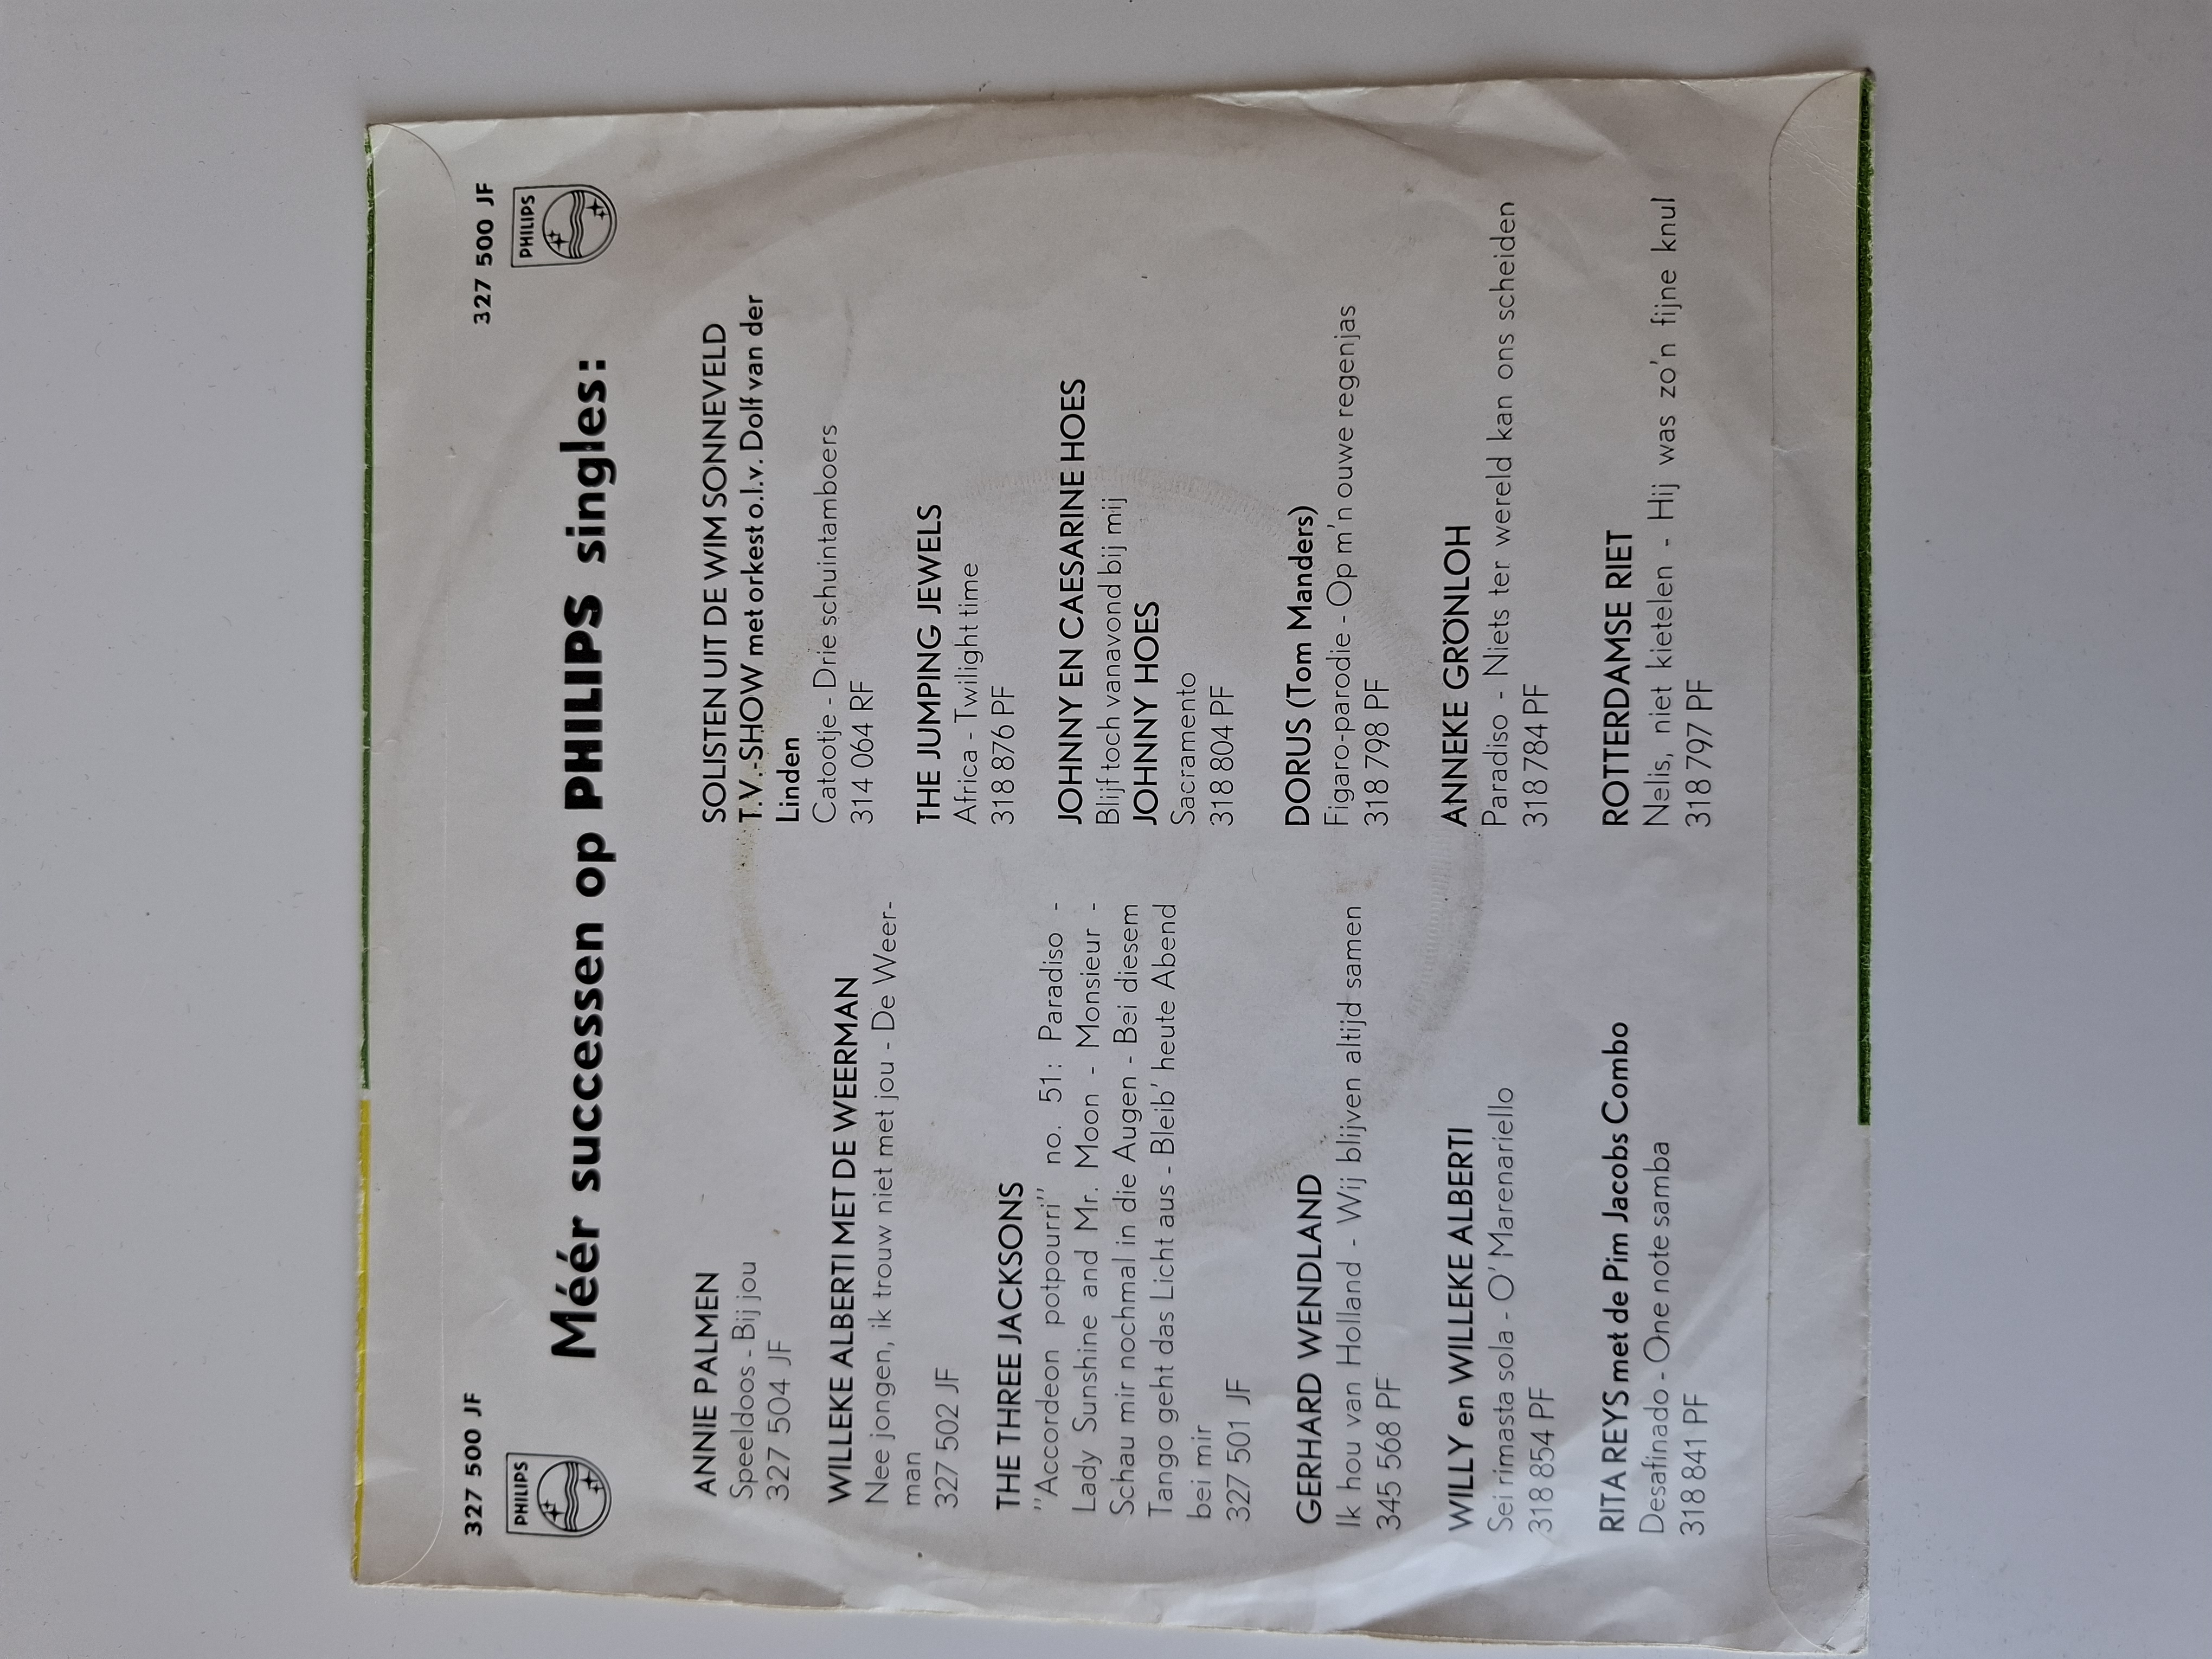 327 500 JF
327 500 JF
PHILIPS
PHILIPS
Méér successen op PHILIPS singles:
ANNIE PALMEN
Speeldoos - Bij jou
327 504 JF
WILLEKE ALBERTI MET DE WEERMAN
Nee jongen, ik trouw niet met jou - De Weer-
man
327 502 JF
THE THREE JACKSONS
"Accordeon potpourri" no. 51: Paradiso -
Lady Sunshine and Mr. Moon - Monsieur -
Schau mir nochmal in die Augen - Bei diesem
Tango geht das Licht aus - Bleib' heute Abend
bei mir
327 501 JF
GERHARD WENDLAND
Ik hou van Holland - Wij blijven altijd samen
345 568 PF
WILLY en WILLEKE ALBERTI
Sei rimasta sola - O' Marenariello
318 854 PF
RITA REYS met de Pim Jacobs Combo
Desafinado - One note samba
318 841 PF
SOLISTEN UIT DE WIM SONNEVELD
T.V.-SHOW met orkest o.l.v. Dolf van der
Linden
Catootje - Drie schuintamboers
314 064 RF
THE JUMPING JEWELS
Africa - Twilight time
318 876 PF
JOHNNY EN CAESARINE HOES
Blijf toch vanavond bij mij
JOHNNY HOES
Sacramento
318 804 PF
DORUS (Tom Manders)
Figaro-parodie - Op m'n ouwe regenjas
318 798 PF
ANNEKE GRÖNLOH
Paradiso - Niets ter wereld kan ons scheiden
318 784 PF
ROTTERDAMSE RIET
Nelis, niet kietelen - Hij was zo'n fijne knul
318 797 PF